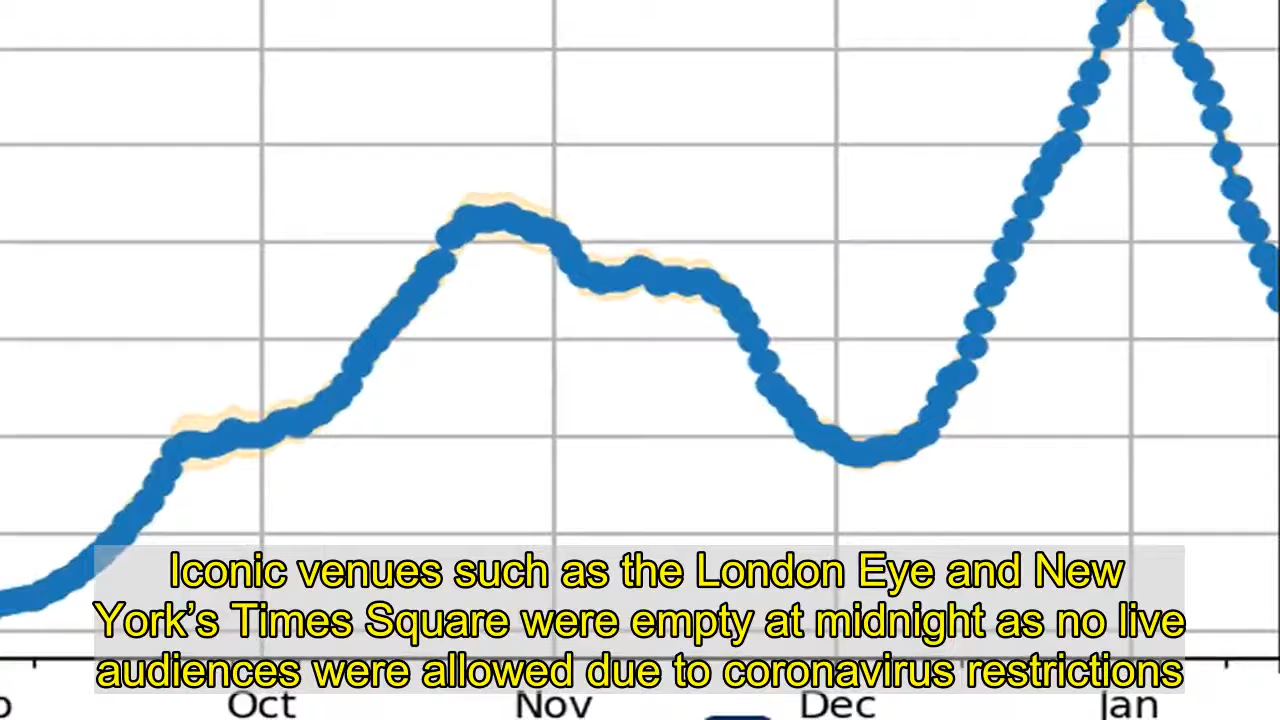 Iconic venues such as the London Eye and New
York’s Times Square were empty at midnight as no live
audiences were allowed due to coronavirus restrictions
Oct Nov Dec Jan